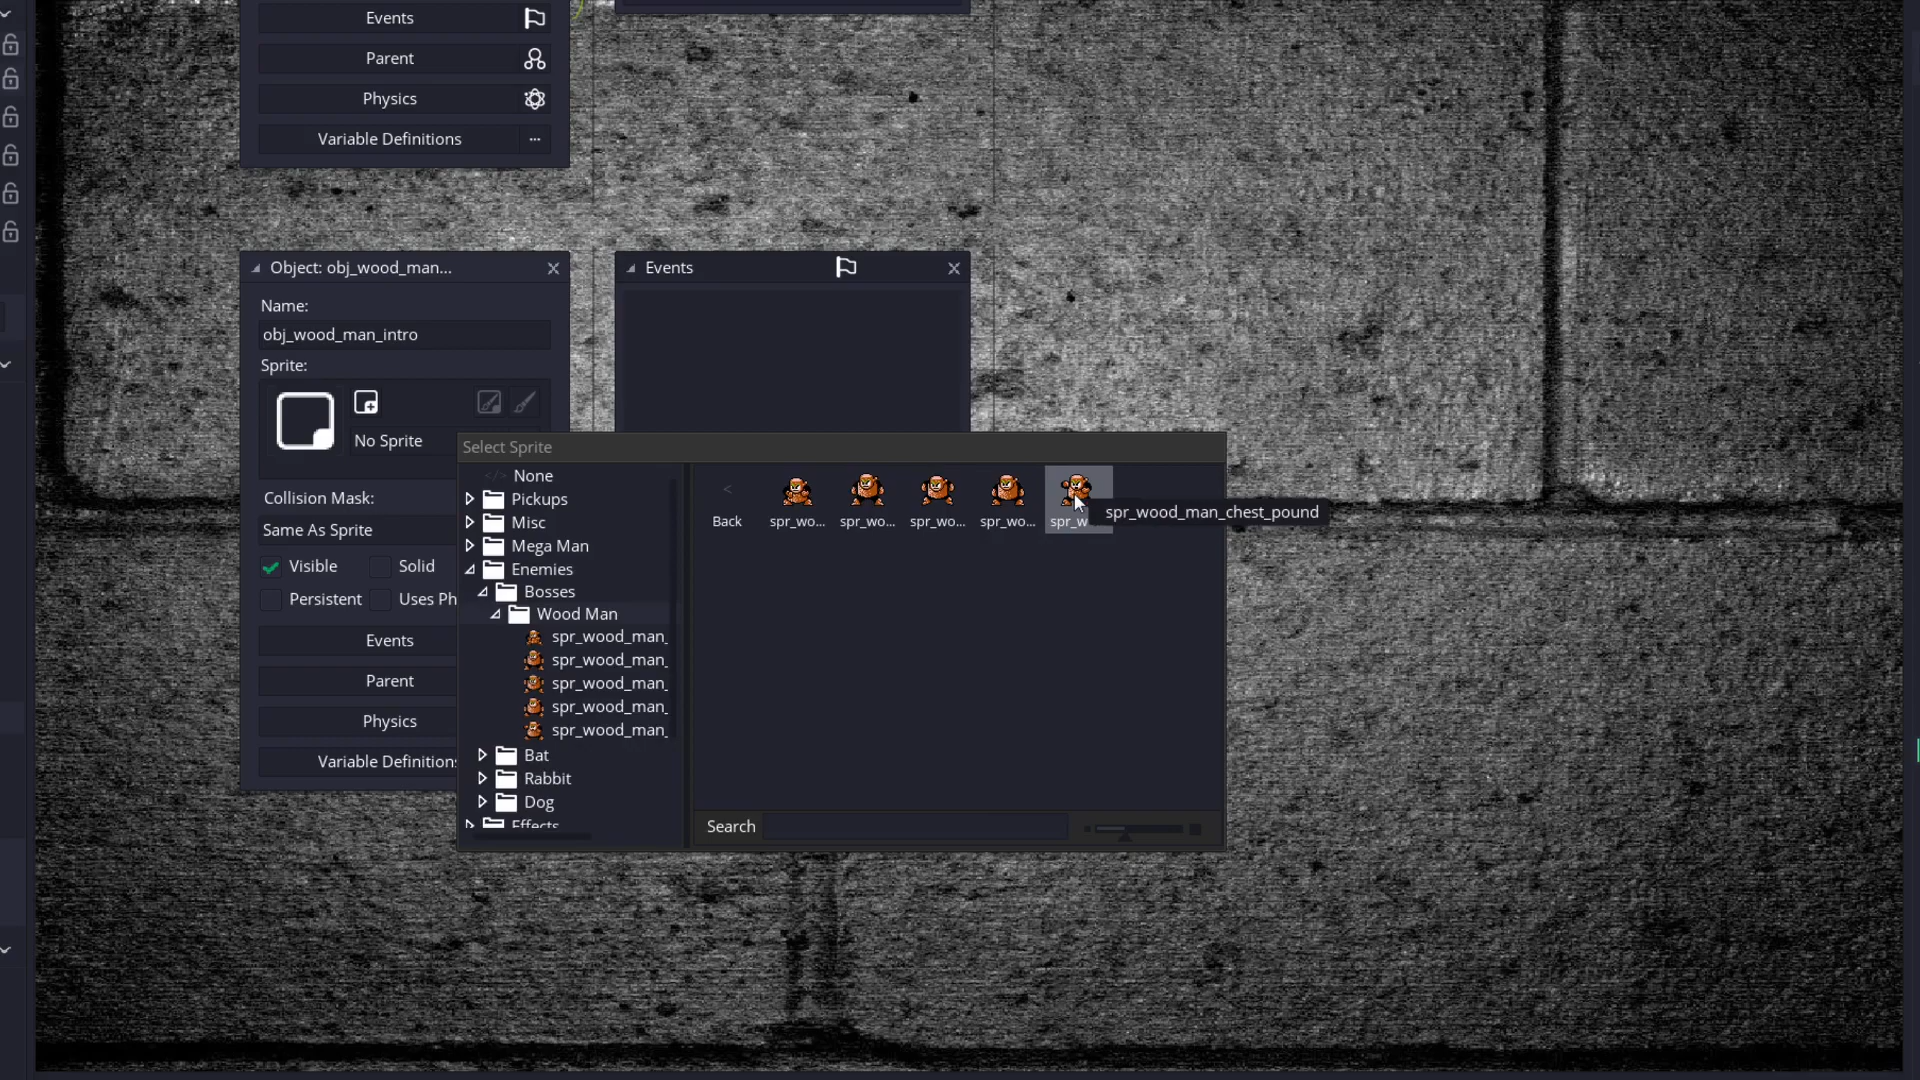 Events
Parent
Physics
Variable Definitions
Object: obj_wood_man...
Name:
obj_wood_man_intro
Sprite:
No Sprite
Collision Mask:
Same As Sprite
Visible
Solid
Persistent
Uses Ph
Events
Parent
Physics
Variable Definitions
Events
Select Sprite
None
Pickups
Misc
Mega Man
Enemies
Bosses
Wood Man
spr_wood_man_
spr_wood_man_
spr_wood_man_
spr_wood_man_
spr_wood_man_
Bat
Rabbit
Dog
Effects
<
Back
spr_wo...
spr_wo...
spr_wo...
spr_wo...
spr_w
spr_wood_man_chest_pound
Search